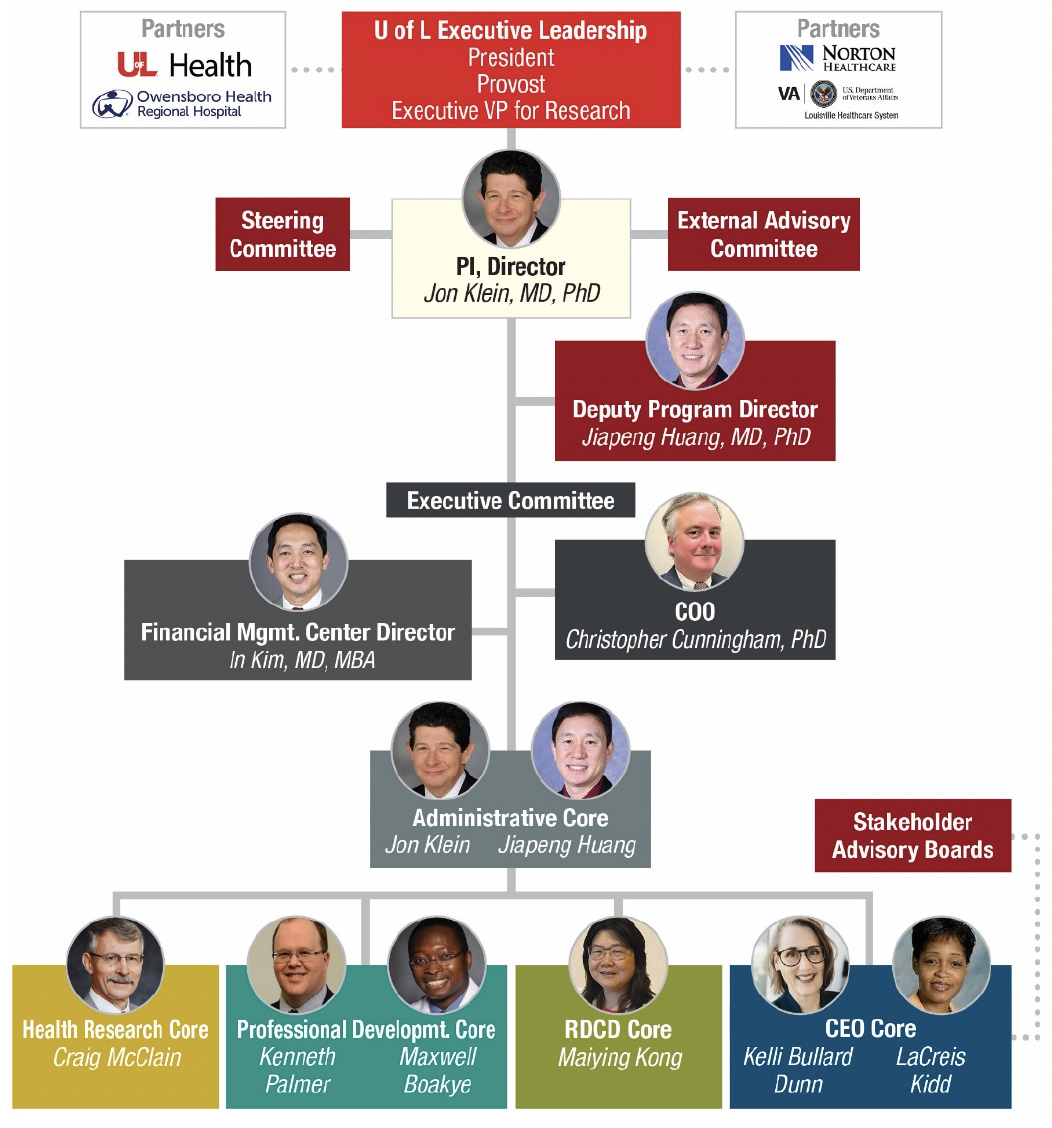 Partners
UofL Health
Owensboro Health
Regional Hospital
U of L Executive Leadership
President
Provost
Executive VP for Research
Partners
NORTON
HEALTHCARE
VA
U.S. Department
of Veterans Affairs
Louisville Healthcare System
Steering
Committee
PI, Director
Jon Klein, MD, PhD
External Advisory
Committee
Deputy Program Director
Jiapeng Huang, MD, PhD
Executive Committee
Financial Mgmt. Center Director
In Kim, MD, MBA
COO
Christopher Cunningham, PhD
Administrative Core
Jon Klein Jiapeng Huang
Stakeholder
Advisory Boards
Health Research Core
Craig McClain
Professional Developmt. Core
Kenneth
Palmer
Maxwell
Boakye
RDCD Core
Maiying Kong
CEO Core
Kelli Bullard
Dunn
LaCreis
Kidd